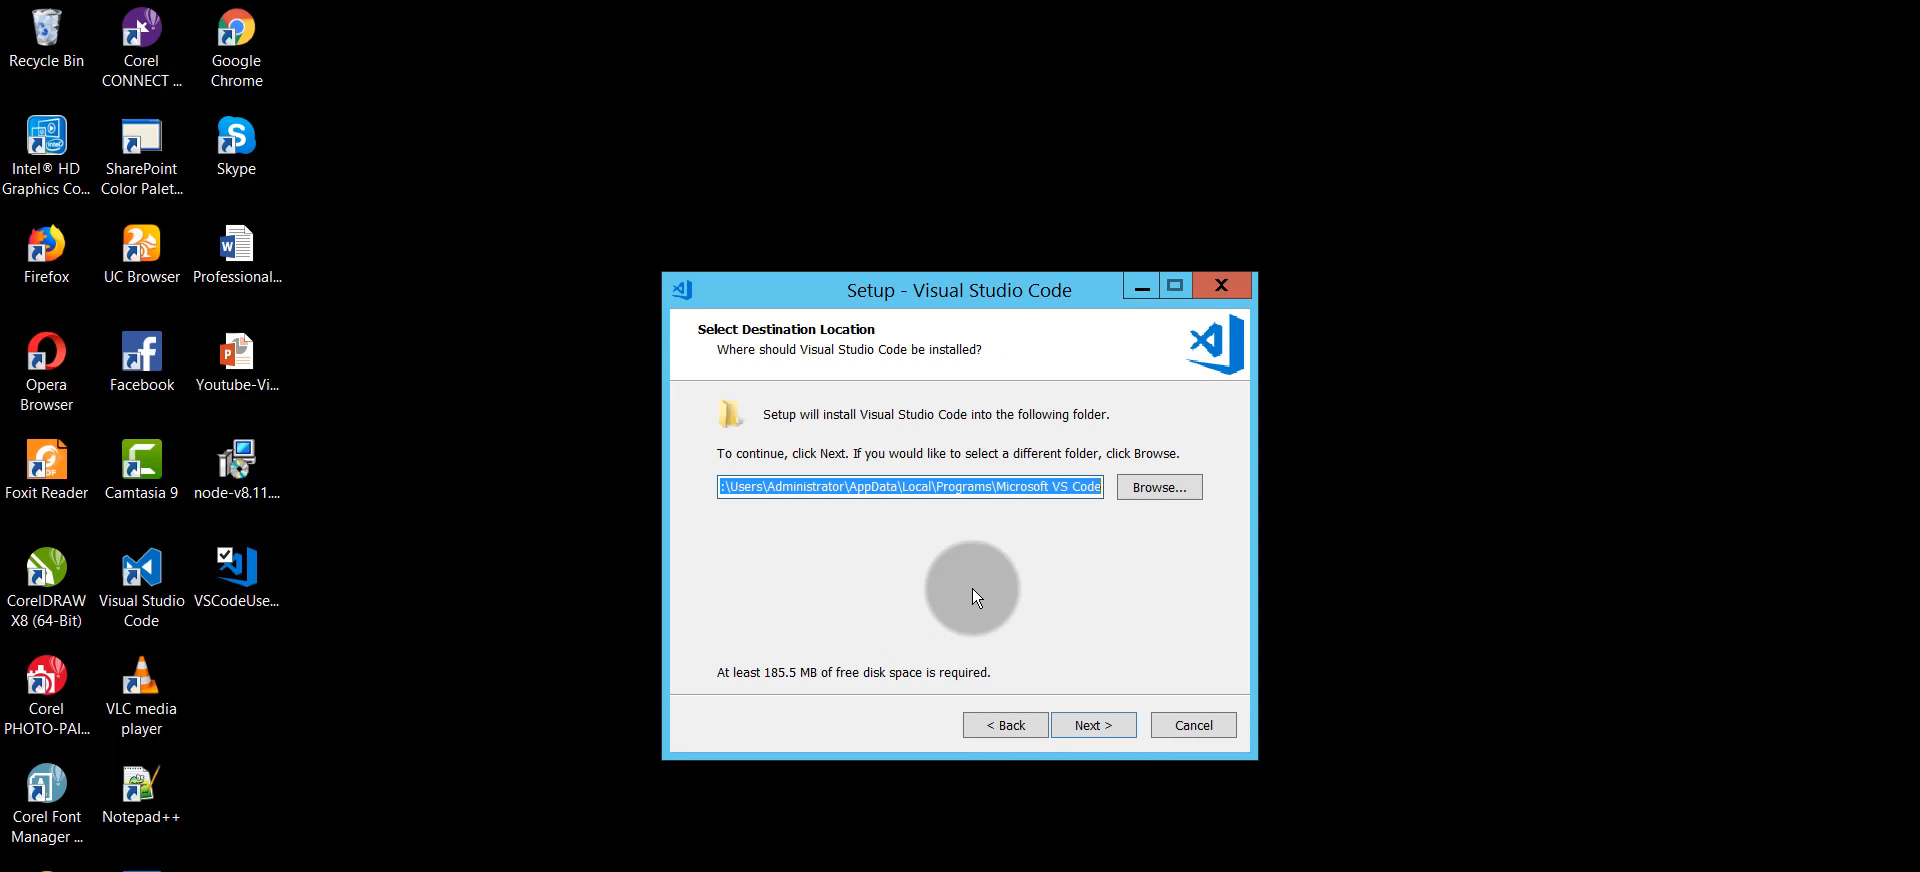 Recycle Bin
Corel
CONNECT ...
Google
Chrome
Intel® HD
Graphics Co...
SharePoint
Color Palet...
Skype
Firefox
UC Browser
Professional...
Opera
Browser
Facebook
Youtube-Vi...
Foxit Reader
Camtasia 9
node-v8.11....
CorelDRAW
X8 (64-Bit)
Visual Studio
Code
VSCodeUse...
Corel
PHOTO-PAI...
VLC media
player
Corel Font
Manager ...
Notepad++
Setup - Visual Studio Code
Select Destination Location
Where should Visual Studio Code be installed?
Setup will install Visual Studio Code into the following folder.
To continue, click Next. If you would like to select a different folder, click Browse.
:\Users\Administrator\AppData\Local\Programs\Microsoft VS Code
Browse...
At least 185.5 MB of free disk space is required.
< Back
Next >
Cancel